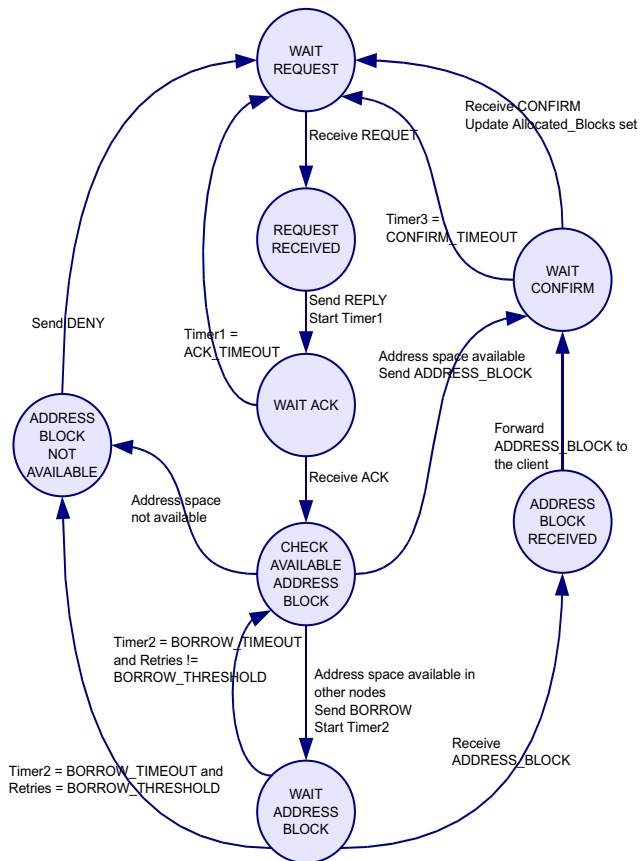 WAIT
REQUEST
Receive CONFIRM
Update Allocated_Blocks set
Receive REQUET
REQUEST
RECEIVED
Timer3 =
CONFIRM_TIMEOUT
WAIT
CONFIRM
Send REPLY
Start Timer1
Send DENY
Timer1 =
ACK_TIMEOUT
Address space available
Send ADDRESS_BLOCK
WAIT ACK
ADDRESS
BLOCK
NOT
AVAILABLE
Forward
ADDRESS_BLOCK to
the client
Receive ACK
Address space
not available
ADDRESS
BLOCK
RECEIVED
CHECK
AVAILABLE
ADDRESS
BLOCK
Timer2 = BORROW_TIMEOUT
and Retries !=
BORROW_THRESHOLD
Address space available in
other nodes
Send BORROW
Start Timer2
Receive
ADDRESS_BLOCK
Timer2 = BORROW_TIMEOUT and
Retries = BORROW_THRESHOLD
WAIT
ADDRESS
BLOCK